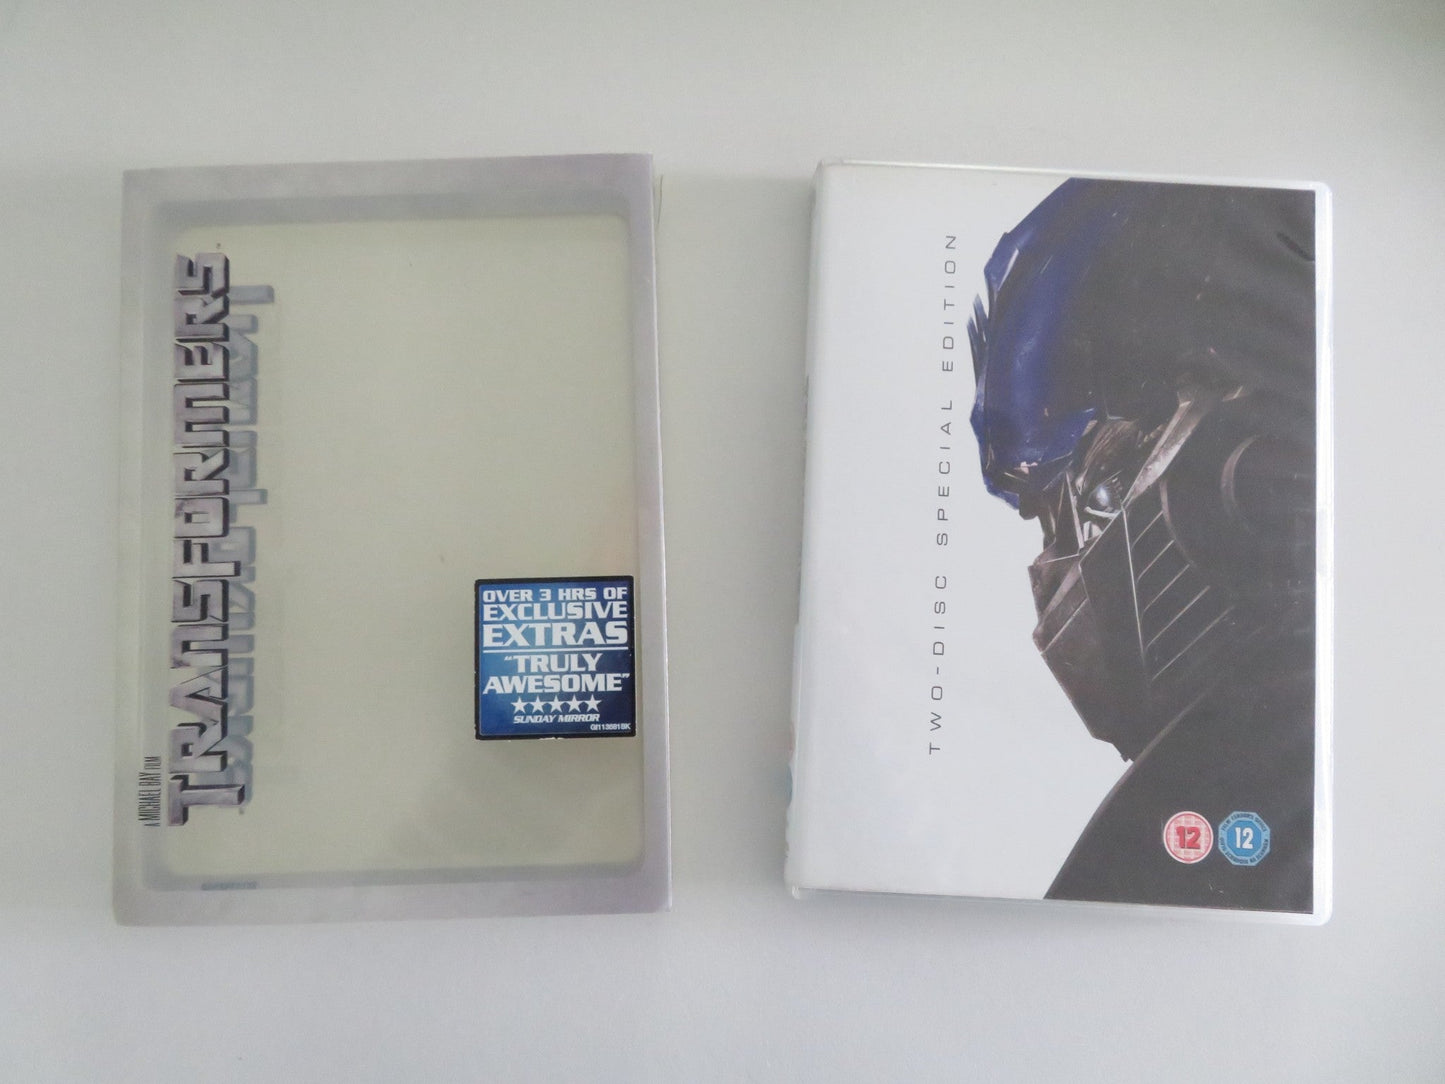 A MICHAEL BAY FILM
TRANSFORMERS
OVER 3 HRS OF
EXCLUSIVE
EXTRAS
"TRULY
AWESOME"
★★★★★
SUNDAY MIRROR
TWO-DISC SPECIAL EDITION
12
12